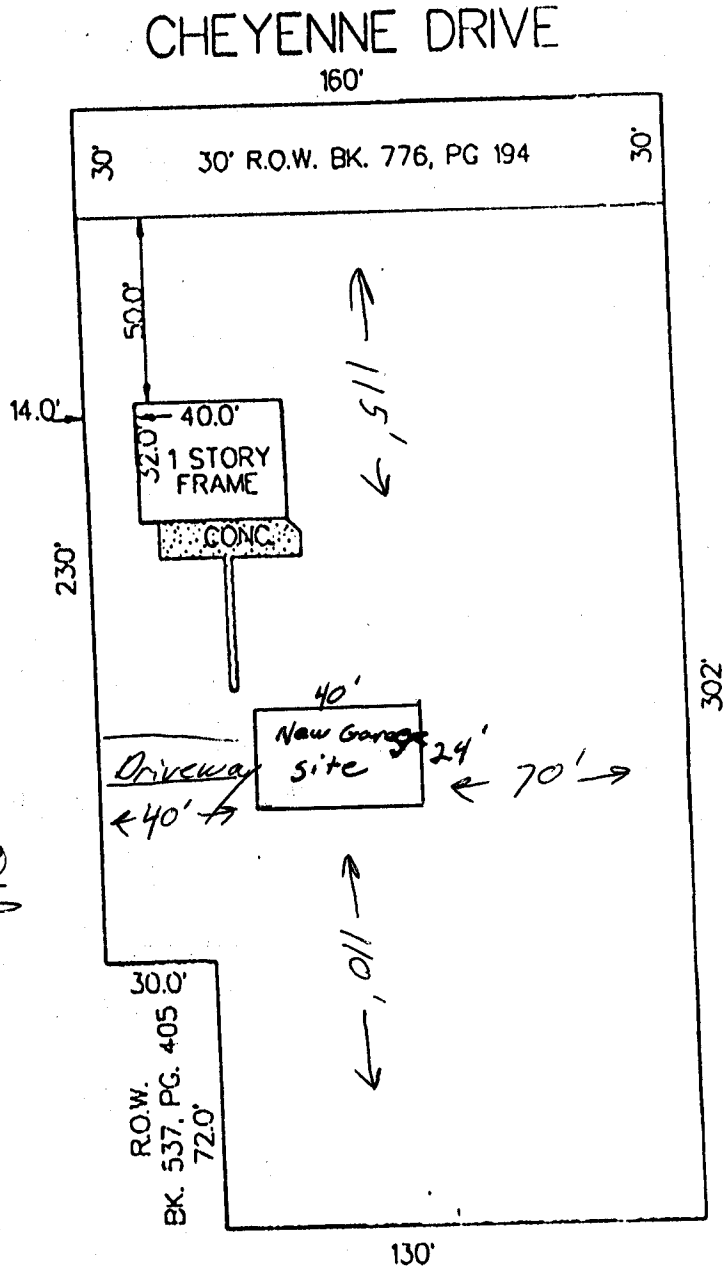 CHEYENNE DRIVE
160'
30'
30' R.O.W. BK. 776, PG 194
30'
50.0'
115'
14.0'
40.0'
32.0'
1 STORY
FRAME
CONC.
230'
302'
40'
New Garage
site
24'
Driveway
40'
70'
110'
30.0'
R.O.W.
BK. 537, PG. 405
72.0'
130'